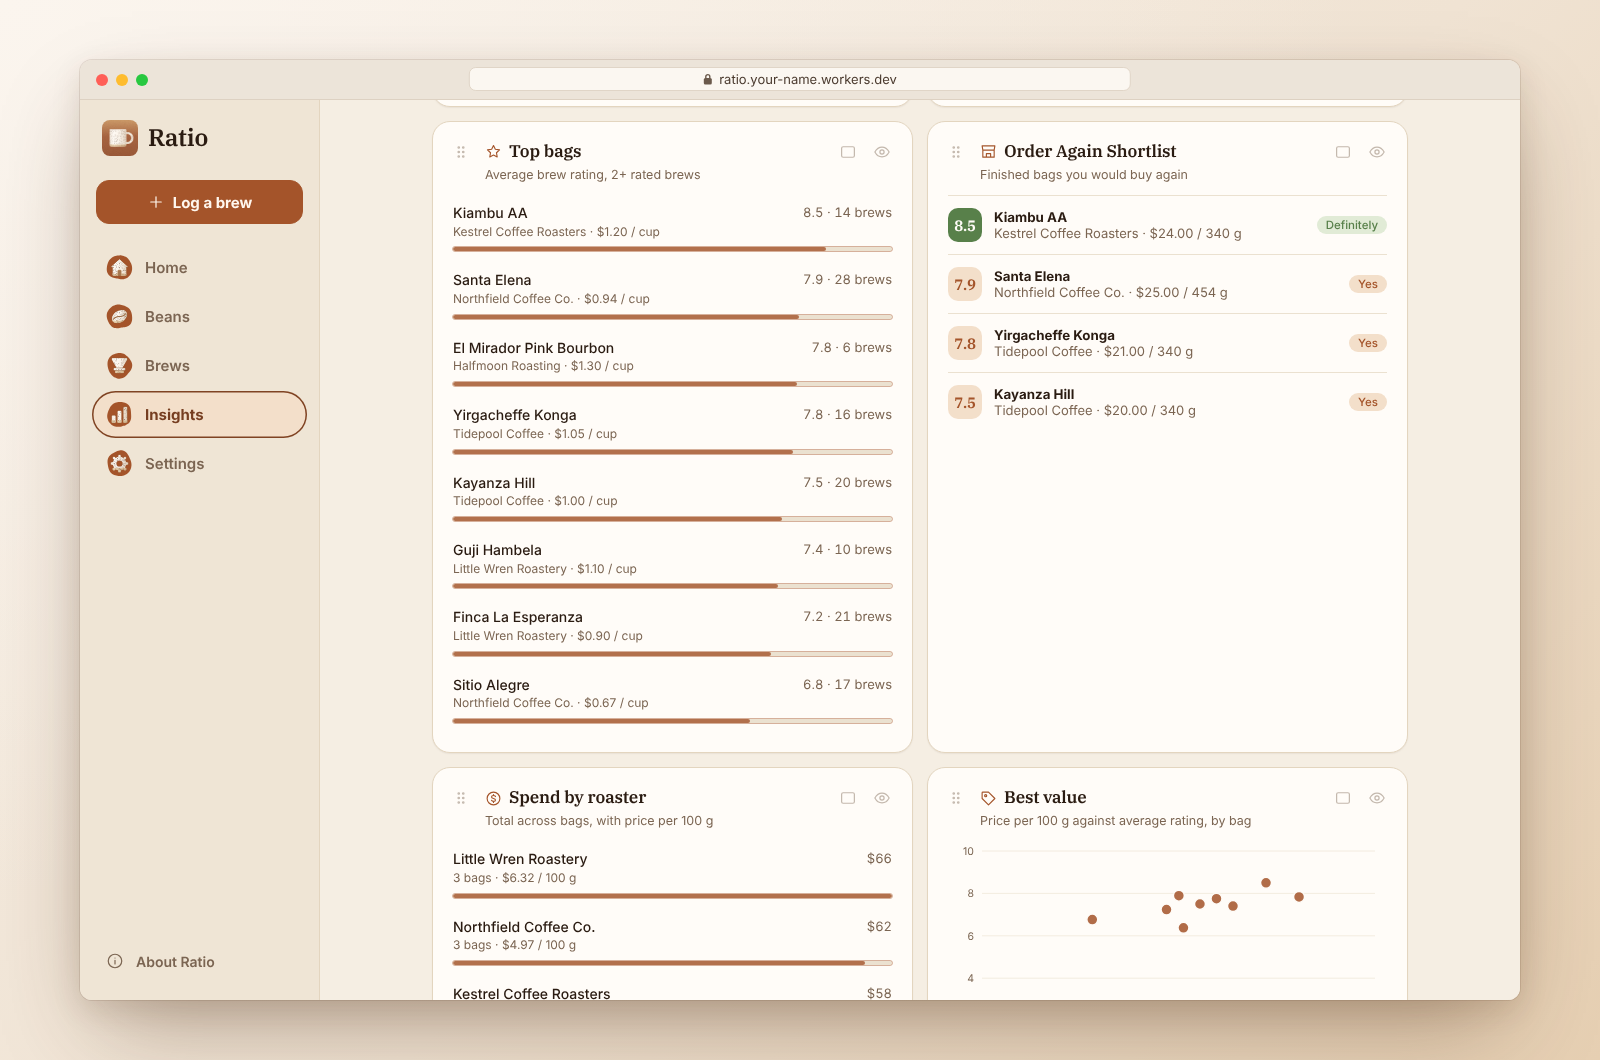 ratio.your-name.workers.dev
Ratio
Log a brew
Home
Beans
Brews
Insights
Settings
About Ratio
Top bags
Average brew rating, 2+ rated brews
Kiambu AA
8.5 · 14 brews
Kestrel Coffee Roasters · $1.20 / cup
Santa Elena
7.9 · 28 brews
Northfield Coffee Co. · $0.94 / cup
El Mirador Pink Bourbon
7.8 · 6 brews
Halfmoon Roasting · $1.30 / cup
Yirgacheffe Konga
7.8 · 16 brews
Tidepool Coffee · $1.05 / cup
Kayanza Hill
7.5 · 20 brews
Tidepool Coffee · $1.00 / cup
Guji Hambela
7.4 · 10 brews
Little Wren Roastery · $1.10 / cup
Finca La Esperanza
7.2 · 21 brews
Little Wren Roastery · $0.90 / cup
Sitio Alegre
6.8 · 17 brews
Northfield Coffee Co. · $0.67 / cup
Order Again Shortlist
Finished bags you would buy again
8.5
Kiambu AA
Kestrel Coffee Roasters · $24.00 / 340 g
Definitely
7.9
Santa Elena
Northfield Coffee Co. · $25.00 / 454 g
Yes
7.8
Yirgacheffe Konga
Tidepool Coffee · $21.00 / 340 g
Yes
7.5
Kayanza Hill
Tidepool Coffee · $20.00 / 340 g
Yes
Spend by roaster
Total across bags, with price per 100 g
Little Wren Roastery
$66
3 bags · $6.32 / 100 g
Northfield Coffee Co.
$62
3 bags · $4.97 / 100 g
Kestrel Coffee Roasters
$58
Best value
Price per 100 g against average rating, by bag
10
8
6
4